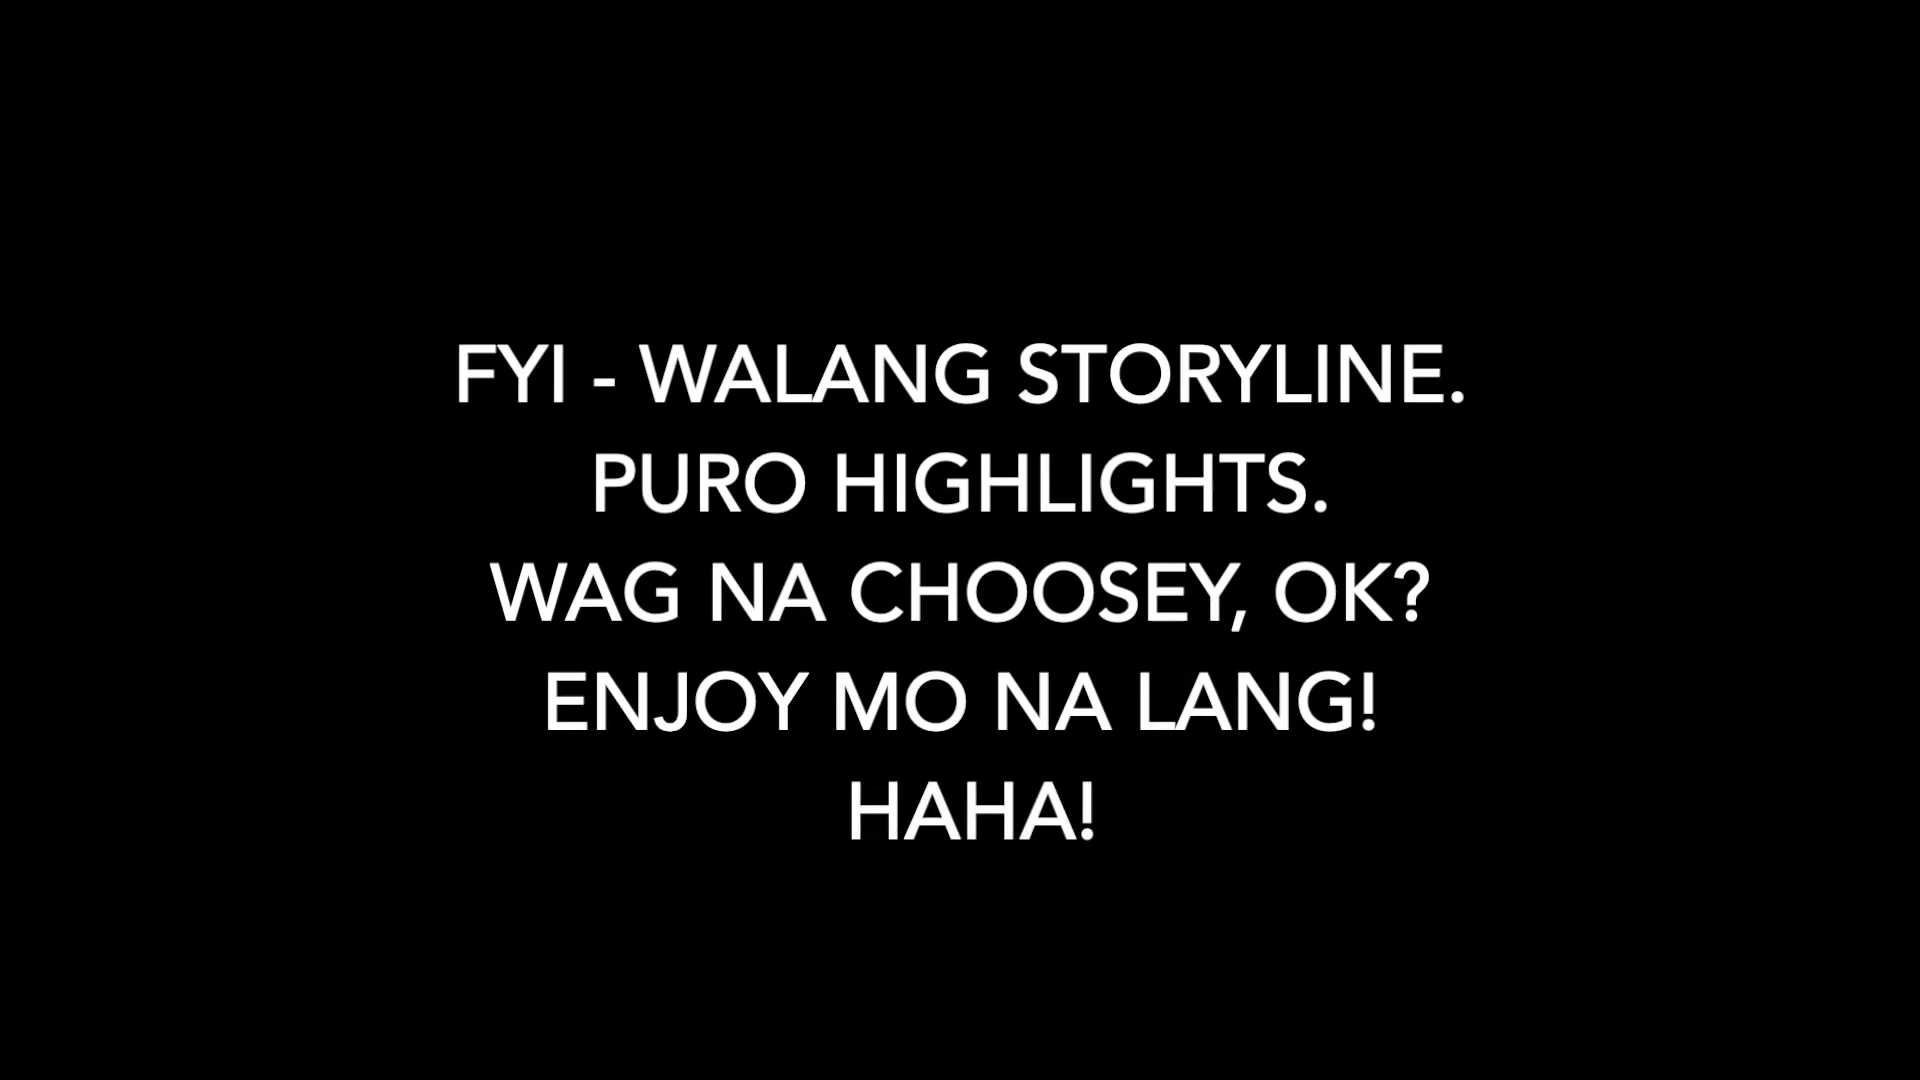 FYI - WALANG STORYLINE.
PURO HIGHLIGHTS.
WAG NA CHOOSEY, OK?
ENJOY MO NA LANG!
HAHA!